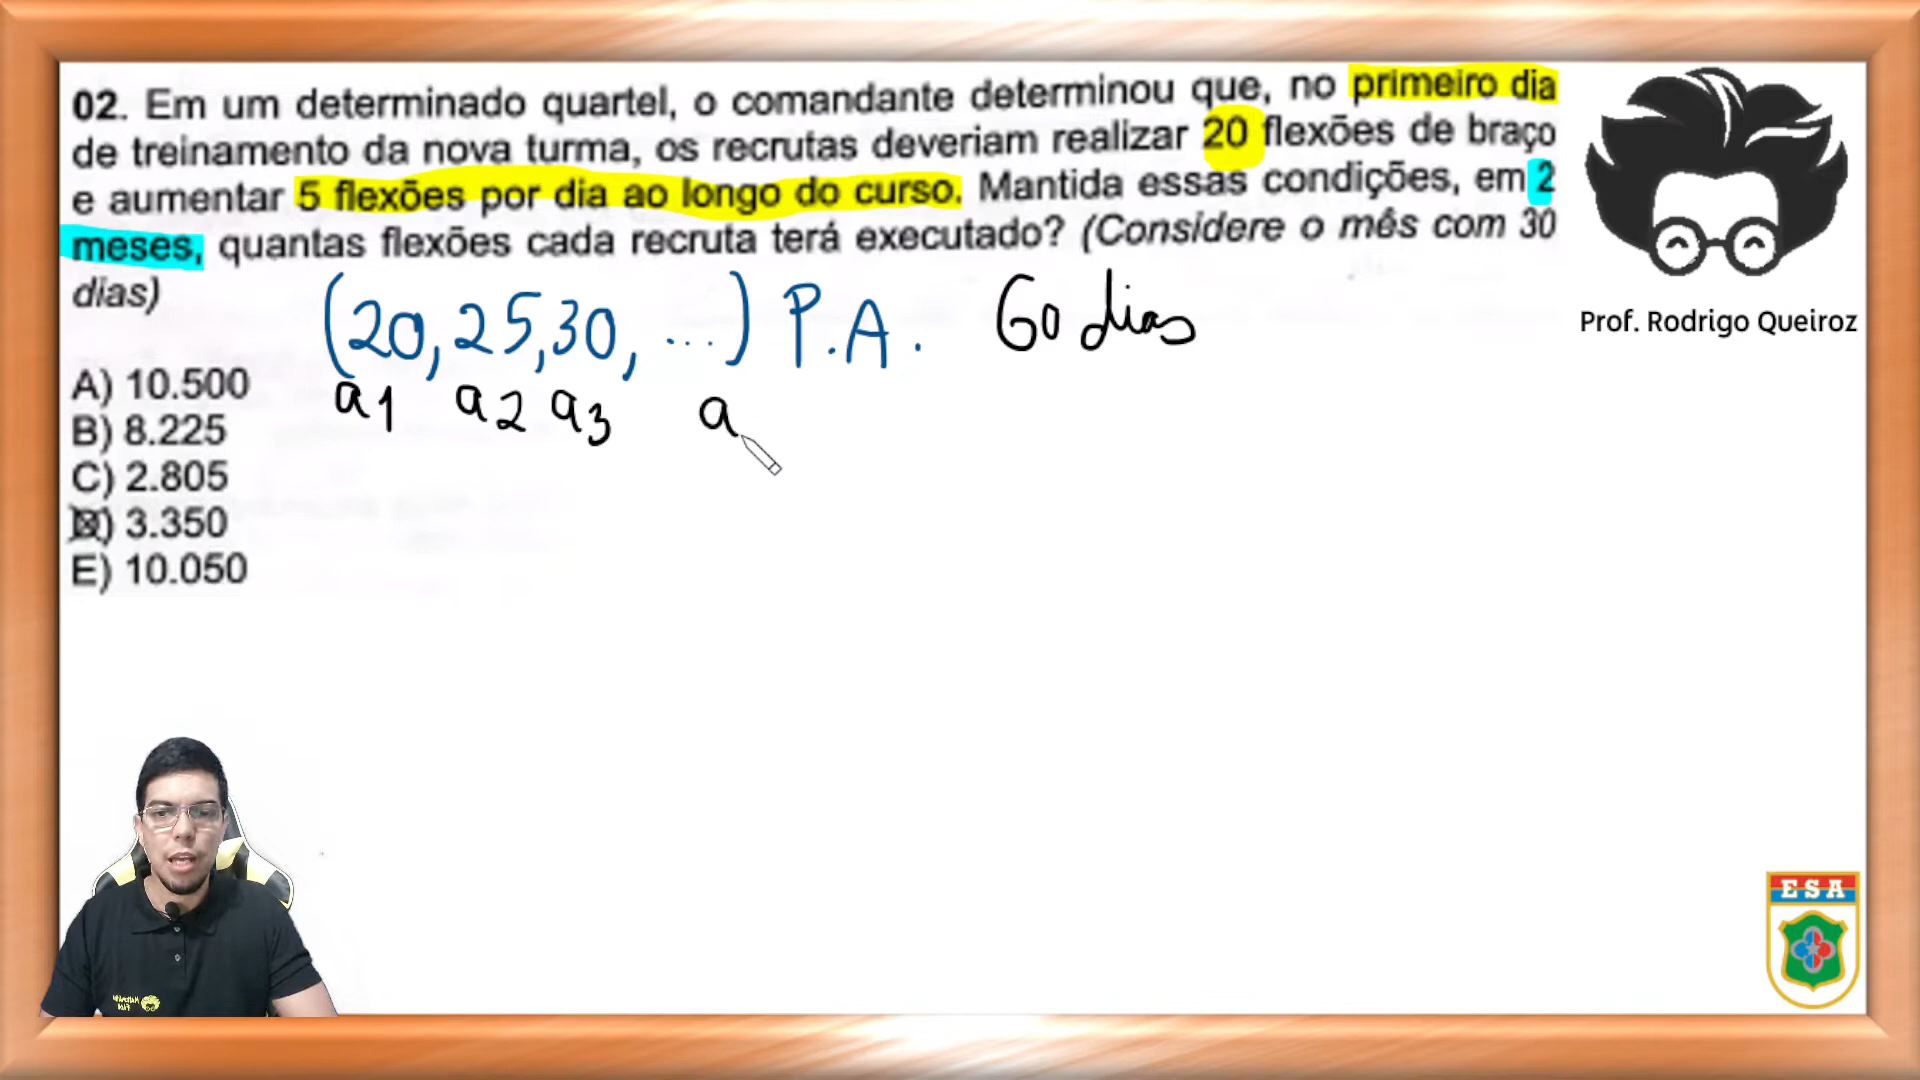 02. Em um determinado quartel, o comandante determinou que, no primeiro dia
de treinamento da nova turma, os recrutas deveriam realizar 20 flexões de braço
e aumentar 5 flexões por dia ao longo do curso. Mantida essas condições, em 2
meses, quantas flexões cada recruta terá executado? (Considere o mês com 30
dias)
(20, 25, 30, ...) P.A. 60 dias
a1 a2 a3 a
A) 10.500
B) 8.225
C) 2.805
D) 3.350
E) 10.050
Prof. Rodrigo Queiroz
ESA